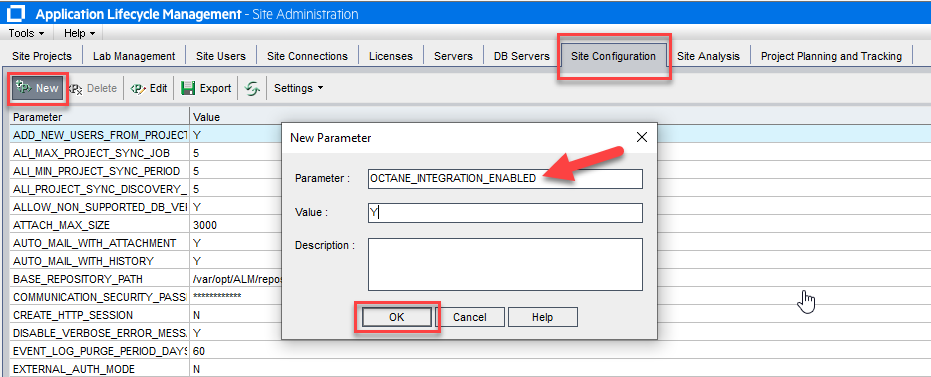 Application Lifecycle Management - Site Administration
Tools Help
Site Projects Lab Management Site Users Site Connections Licenses Servers DB Servers Site Configuration Site Analysis Project Planning and Tracking
New Delete Edit Export Settings
Parameter Value
ADD_NEW_USERS_FROM_PROJECT Y
ALI_MAX_PROJECT_SYNC_JOB 5
ALI_MIN_PROJECT_SYNC_PERIOD 5
ALI_PROJECT_SYNC_DISCOVERY_ 5
ALLOW_NON_SUPPORTED_DB_VEI Y
ATTACH_MAX_SIZE 3000
AUTO_MAIL_WITH_ATTACHMENT Y
AUTO_MAIL_WITH_HISTORY Y
BASE_REPOSITORY_PATH /var/opt/ALM/repos
COMMUNICATION_SECURITY_PASS ************
CREATE_HTTP_SESSION N
DISABLE_VERBOSE_ERROR_MESS. Y
EVENT_LOG_PURGE_PERIOD_DAYS 60
EXTERNAL_AUTH_MODE N
New Parameter
Parameter : OCTANE_INTEGRATION_ENABLED
Value : Y
Description :
OK Cancel Help